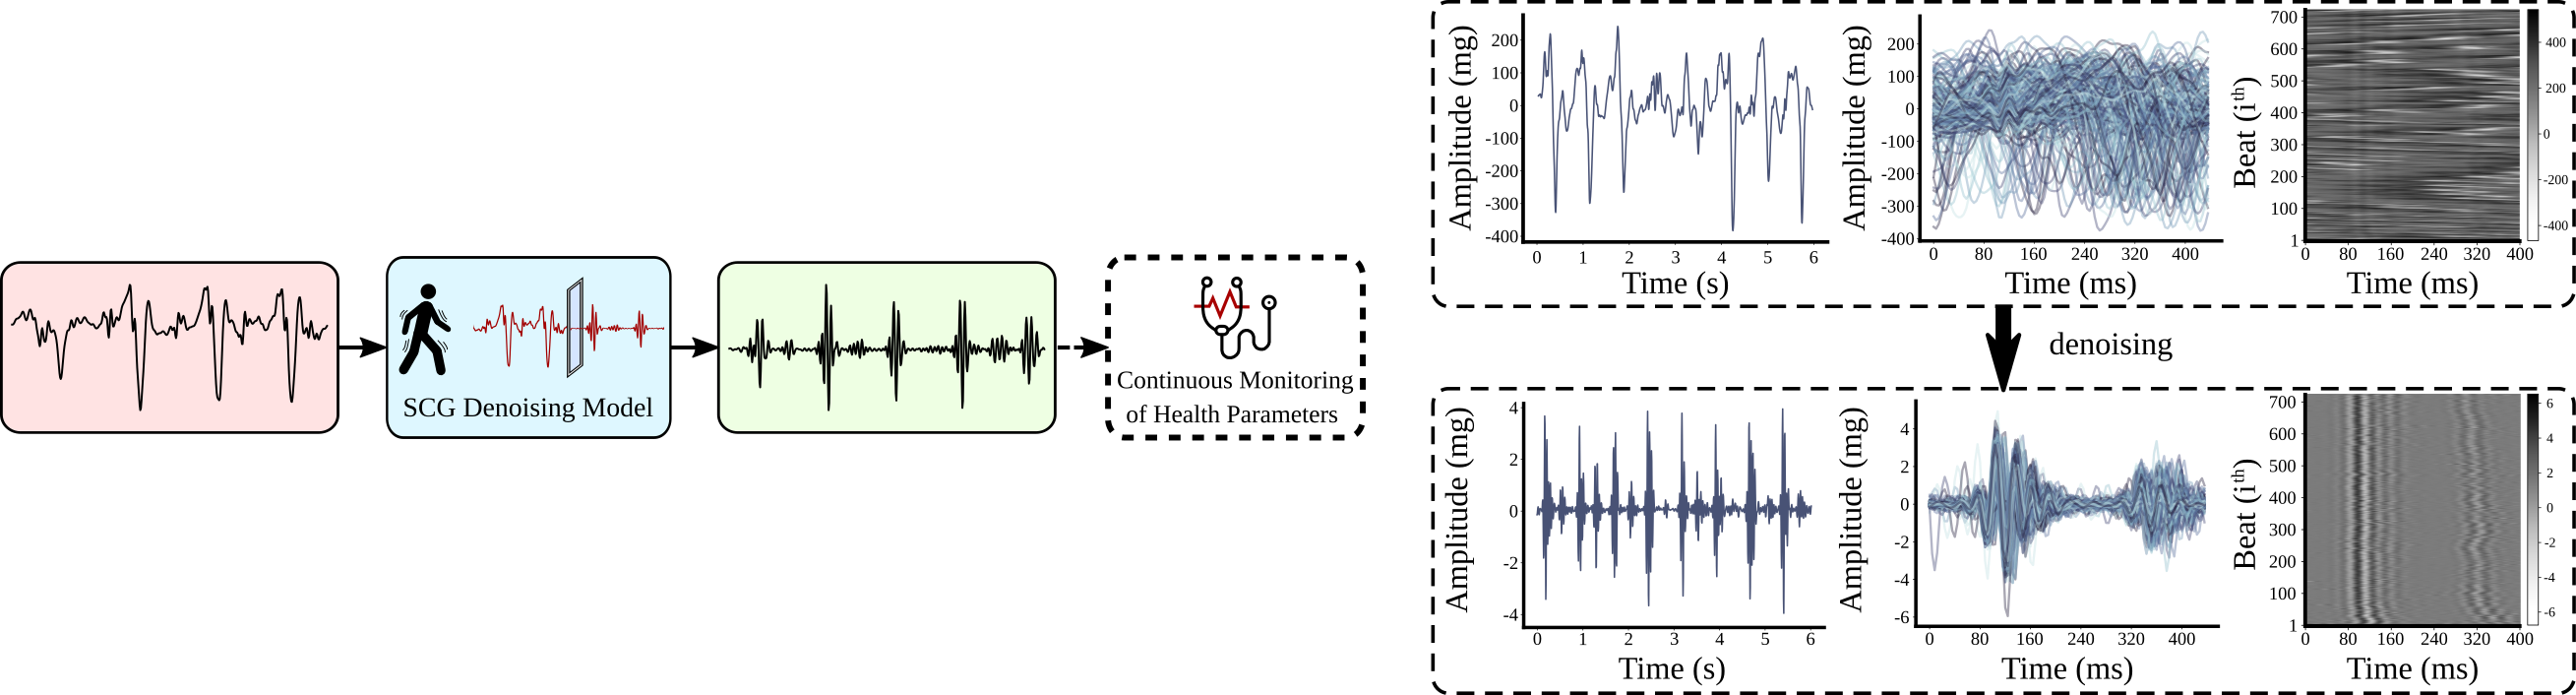 SCG Denoising Model
Continuous Monitoring
of Health Parameters
Amplitude (mg)
200
100
0
-100
-200
-300
-400
0 1 2 3 4 5 6
Time (s)
Amplitude (mg)
200
100
0
-100
-200
-300
-400
0 80 160 240 320 400
Time (ms)
Beat (iᵗʰ)
700
600
500
400
300
200
100
1
0 80 160 240 320 400
Time (ms)
400
200
0
-200
-400
denoising
Amplitude (mg)
4
2
0
-2
-4
0 1 2 3 4 5 6
Time (s)
Amplitude (mg)
4
2
0
-2
-4
-6
0 80 160 240 320 400
Time (ms)
Beat (iᵗʰ)
700
600
500
400
300
200
100
1
0 80 160 240 320 400
Time (ms)
6
4
2
0
-2
-4
-6